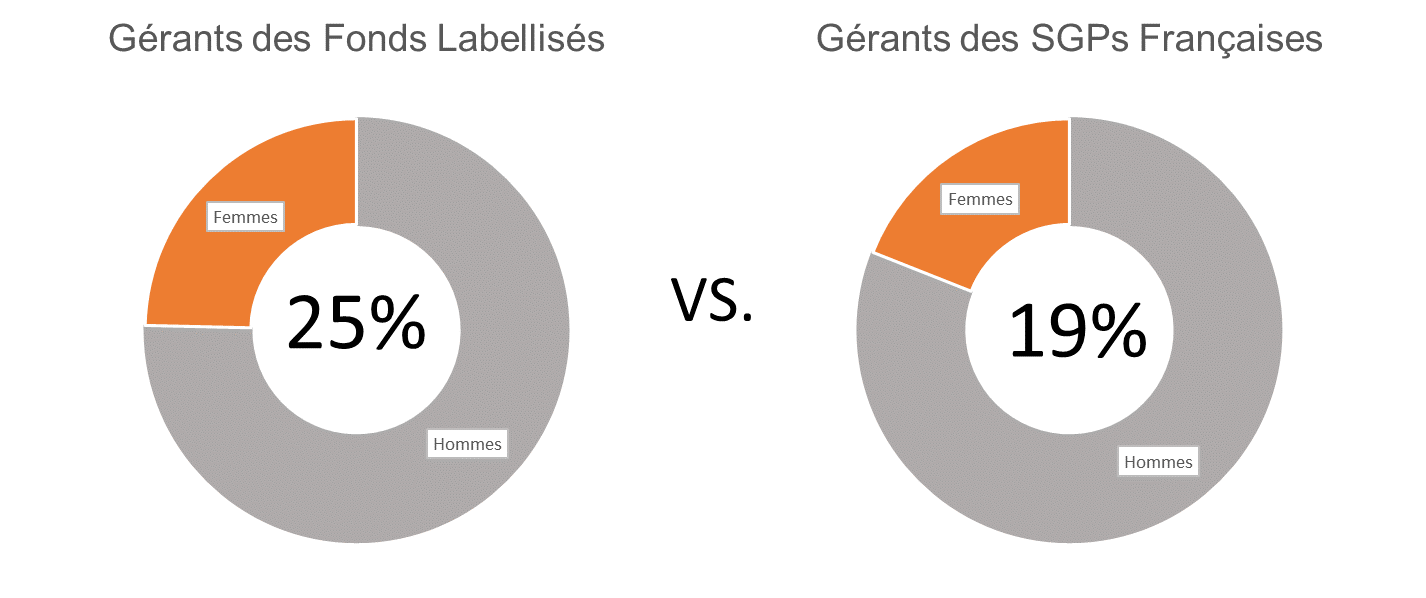 Gérants des Fonds Labellisés
Gérants des SGPs Françaises
Femmes
25%
Hommes
VS.
Femmes
19%
Hommes